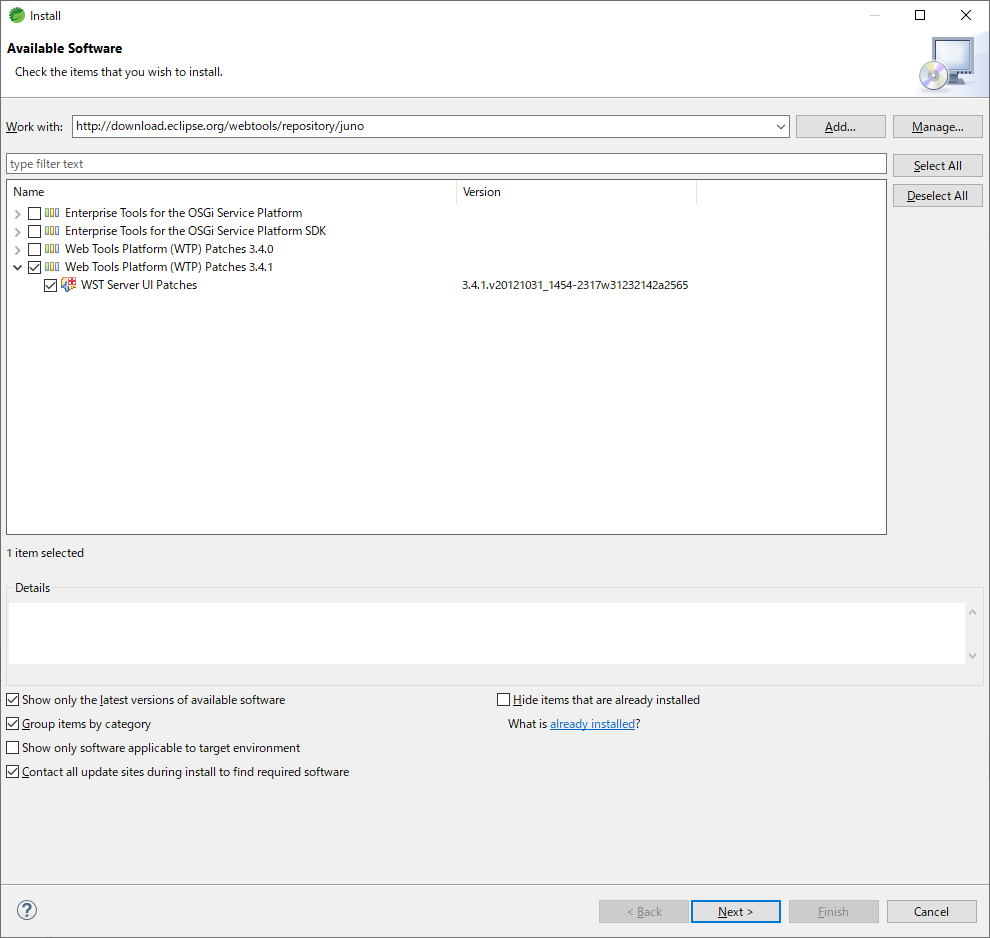 Install
Available Software
Check the items that you wish to install.
Work with: http://download.eclipse.org/webtools/repository/juno Add... Manage...
type filter text Select All
Name Version Deselect All
Enterprise Tools for the OSGi Service Platform
Enterprise Tools for the OSGi Service Platform SDK
Web Tools Platform (WTP) Patches 3.4.0
Web Tools Platform (WTP) Patches 3.4.1
WST Server UI Patches 3.4.1.v20121031_1454-2317w31232142a2565
1 item selected
Details
Show only the latest versions of available software Hide items that are already installed
Group items by category What is already installed?
Show only software applicable to target environment
Contact all update sites during install to find required software
? < Back Next > Finish Cancel